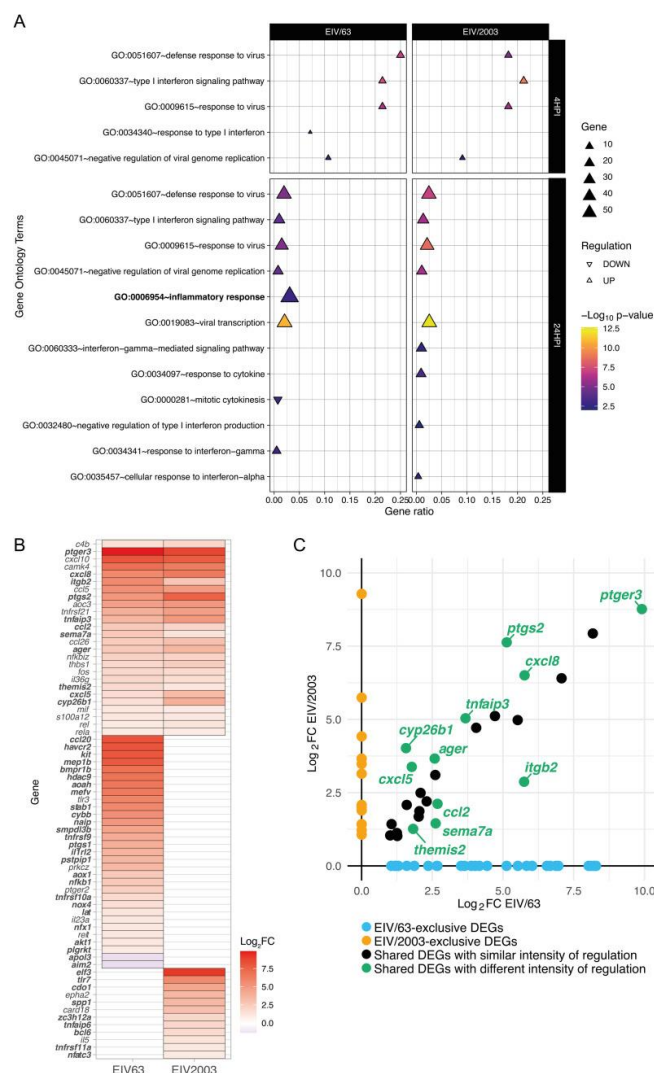 A
EIV/63
EIV/2003
GO:0051607~defense response to virus
GO:0060337~type I interferon signaling pathway
GO:0009615~response to virus
GO:0034340~response to type I interferon
GO:0045071~negative regulation of viral genome replication
4HPI
GO:0051607~defense response to virus
GO:0060337~type I interferon signaling pathway
GO:0009615~response to virus
GO:0045071~negative regulation of viral genome replication
GO:0006954~inflammatory response
GO:0019083~viral transcription
GO:0060333~interferon−gamma−mediated signaling pathway
GO:0034097~response to cytokine
GO:0000281~mitotic cytokinesis
GO:0032480~negative regulation of type I interferon production
GO:0034341~response to interferon−gamma
GO:0035457~cellular response to interferon−alpha
24HPI
Gene Ontology Terms
0.00 0.05 0.10 0.15 0.20 0.25
0.00 0.05 0.10 0.15 0.20 0.25
Gene ratio
Gene
10
20
30
40
50
Regulation
DOWN
UP
−Log10 p−value
12.5
10.0
7.5
5.0
2.5
B
c4b
ptger3
cxcl10
camk4
cxcl8
itgb2
ccl5
ptgs2
aoc3
tnfrsf21
tnfaip3
ccl2
sema7a
ccl26
ager
nfkbiz
thbs1
fos
il36g
themis2
cxcl5
cyp26b1
mif
s100a12
rel
rela
ccl20
havcr2
kit
mep1b
bmpr1b
hdac9
aoah
mefv
tlr3
stab1
cybb
naip
smpdl3b
tnfrsf9
ptgs1
il1rl2
pstpip1
prkcz
aox1
nfkb1
ptger2
tnfrsf10a
nox4
lat
il23a
nfx1
relt
akt1
plgrkt
apol3
aim2
elf3
tlr7
cdo1
epha2
spp1
card18
zc3h12a
tnfaip6
bcl6
il5
tnfrsf11a
nfatc3
Gene
EIV63
EIV2003
Log2FC
7.5
5.0
2.5
0.0
C
10.0
7.5
5.0
2.5
0.0
Log2FC EIV/2003
ptger3
ptgs2
cxcl8
tnfaip3
cyp26b1
ager
itgb2
cxcl5
ccl2
sema7a
themis2
0.0 2.5 5.0 7.5 10.0
Log2FC EIV/63
EIV/63-exclusive DEGs
EIV/2003-exclusive DEGs
Shared DEGs with similar intensity of regulation
Shared DEGs with different intensity of regulation